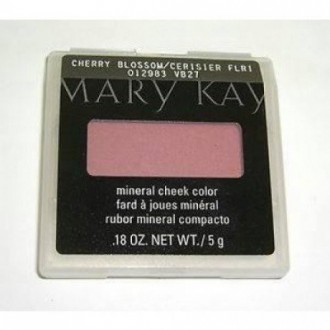 CHERRY BLOSSOM/CERISIER FLRI
012983 VB27
MARY KAY
mineral cheek color
fard à joues minéral
rubor mineral compacto
.18 OZ. NET WT. / 5 g